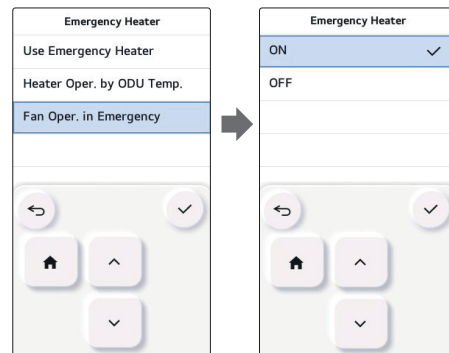 Emergency Heater
Use Emergency Heater
Heater Oper. by ODU Temp.
Fan Oper. in Emergency
Emergency Heater
ON
OFF